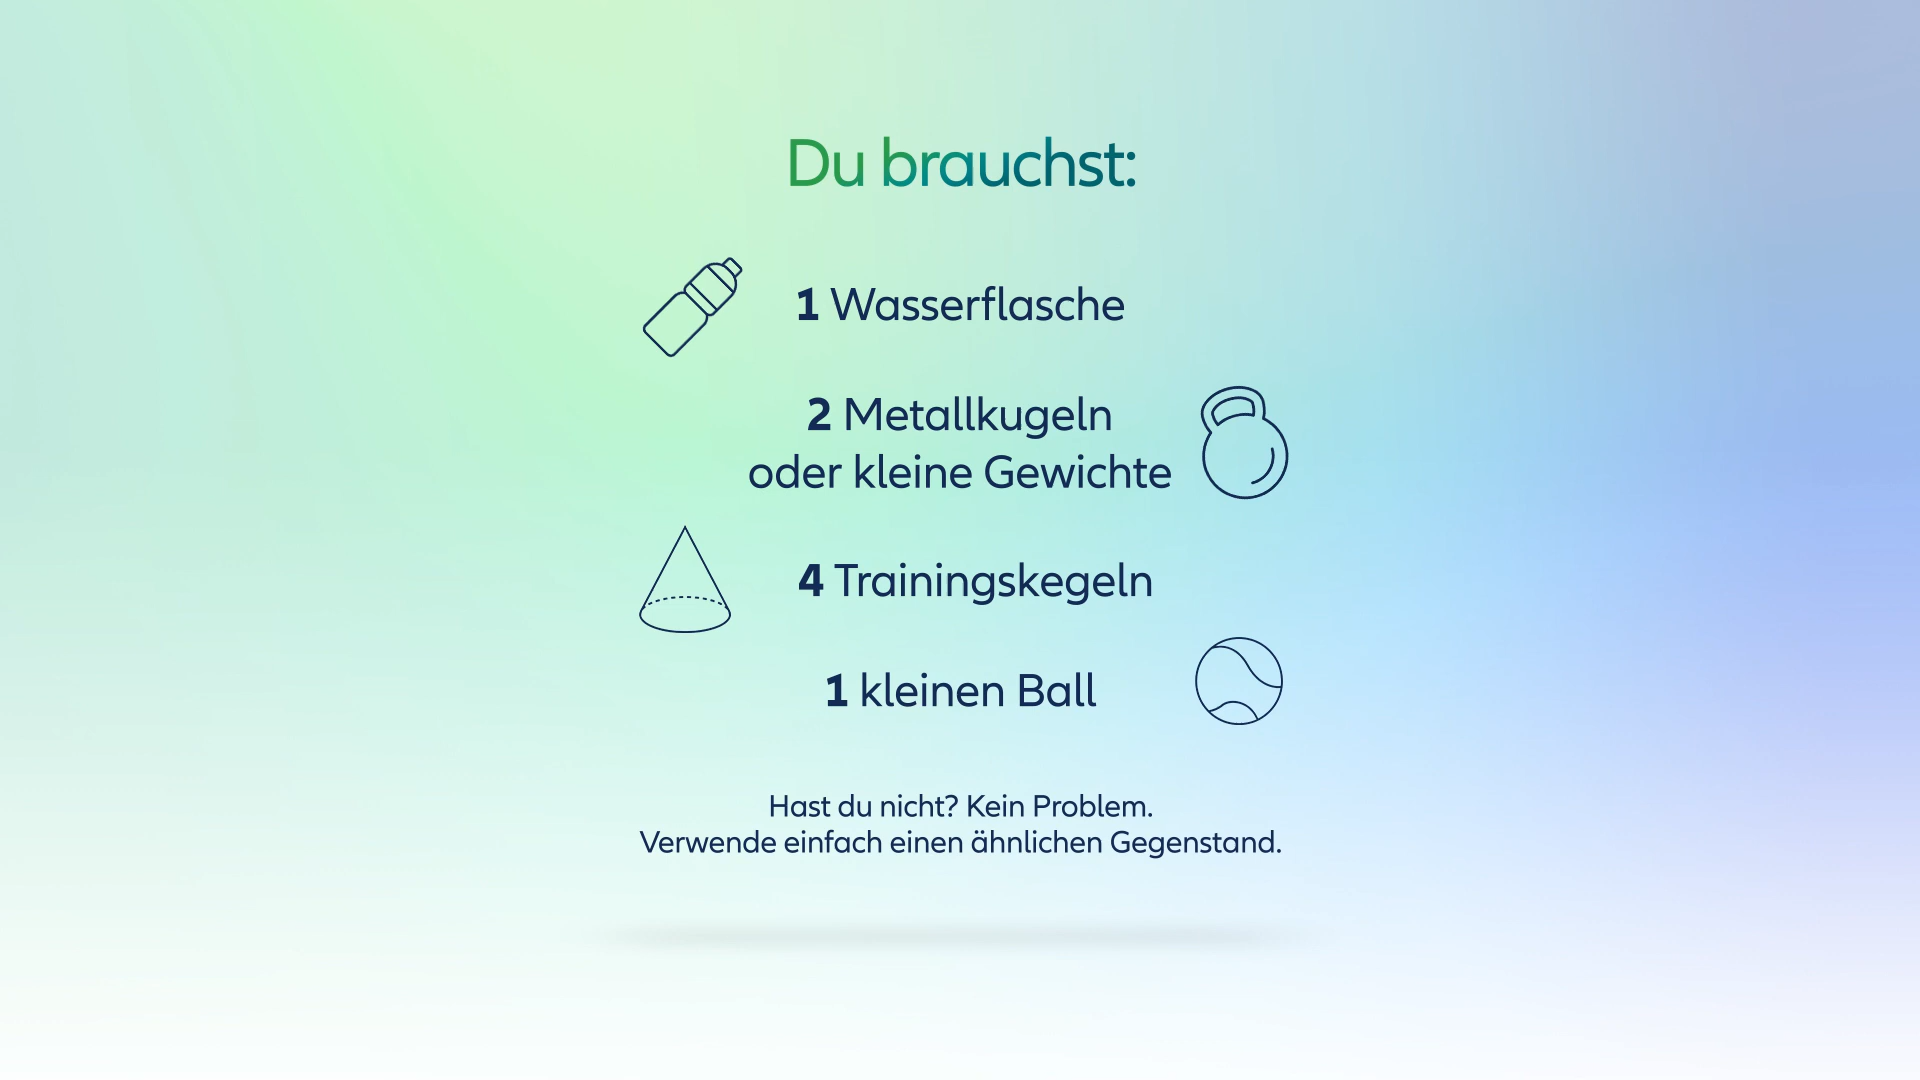 Du brauchst:
1 Wasserflasche
2 Metallkugeln
oder kleine Gewichte
4 Trainingskegeln
1 kleinen Ball
Hast du nicht? Kein Problem.
Verwende einfach einen ähnlichen Gegenstand.